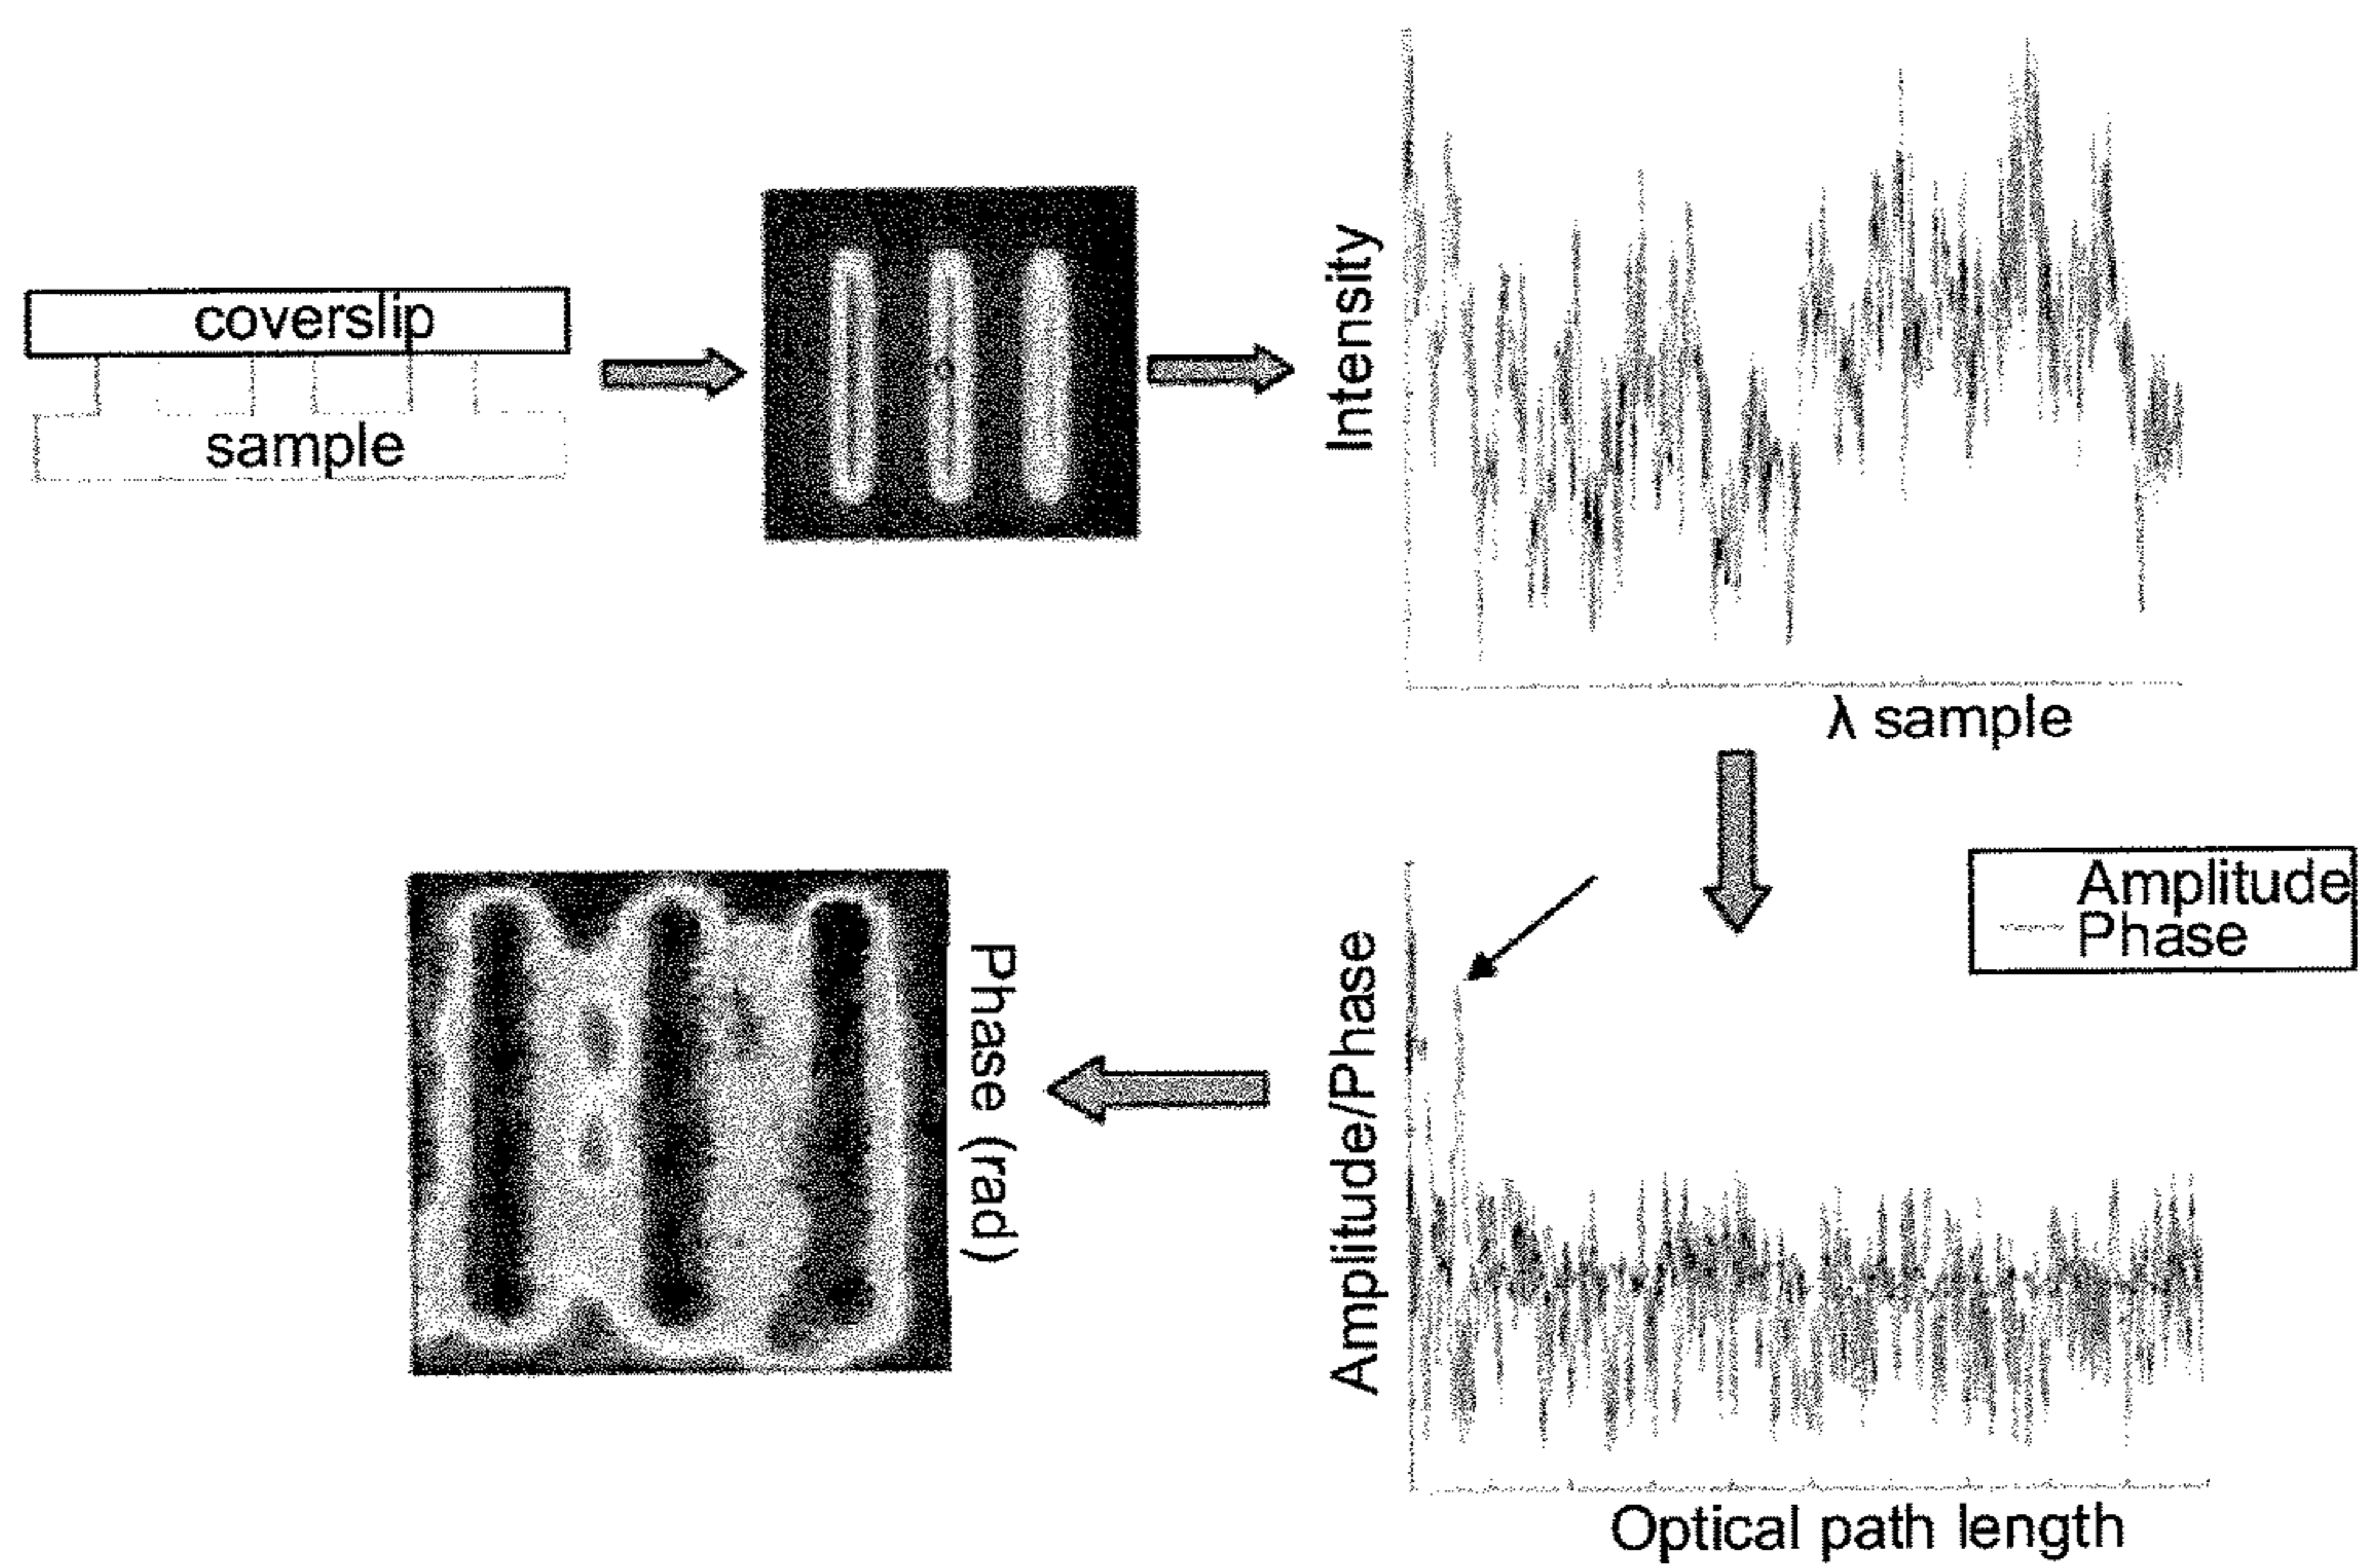 coverslip
sample
Intensity
λ sample
Amplitude
Phase
Amplitude/Phase
Optical path length
Phase (rad)